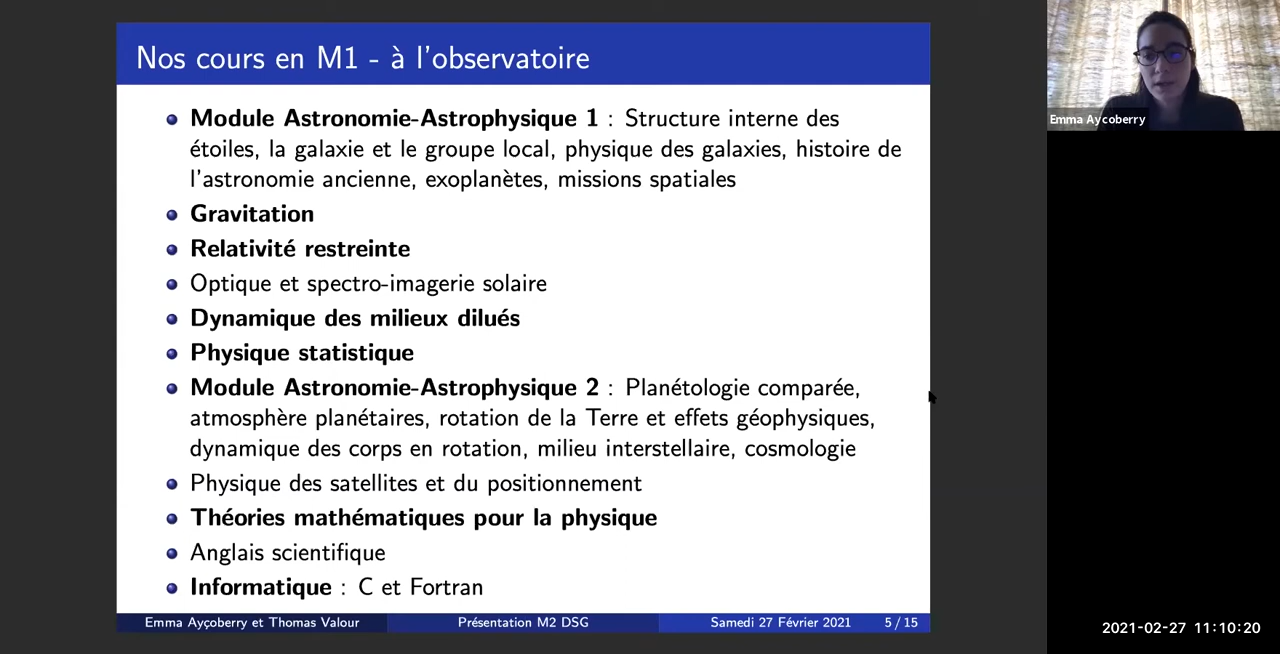 Nos cours en M1 - à l'observatoire
Module Astronomie-Astrophysique 1 : Structure interne des
étoiles, la galaxie et le groupe local, physique des galaxies, histoire de
l'astronomie ancienne, exoplanètes, missions spatiales
Gravitation
Relativité restreinte
Optique et spectro-imagerie solaire
Dynamique des milieux dilués
Physique statistique
Module Astronomie-Astrophysique 2 : Planétologie comparée,
atmosphère planétaires, rotation de la Terre et effets géophysiques,
dynamique des corps en rotation, milieu interstellaire, cosmologie
Physique des satellites et du positionnement
Théories mathématiques pour la physique
Anglais scientifique
Informatique : C et Fortran
Emma Ayçoberry et Thomas Valour Présentation M2 DSG Samedi 27 Février 2021 5 / 15
Emma Aycoberry
2021-02-27 11:10:20